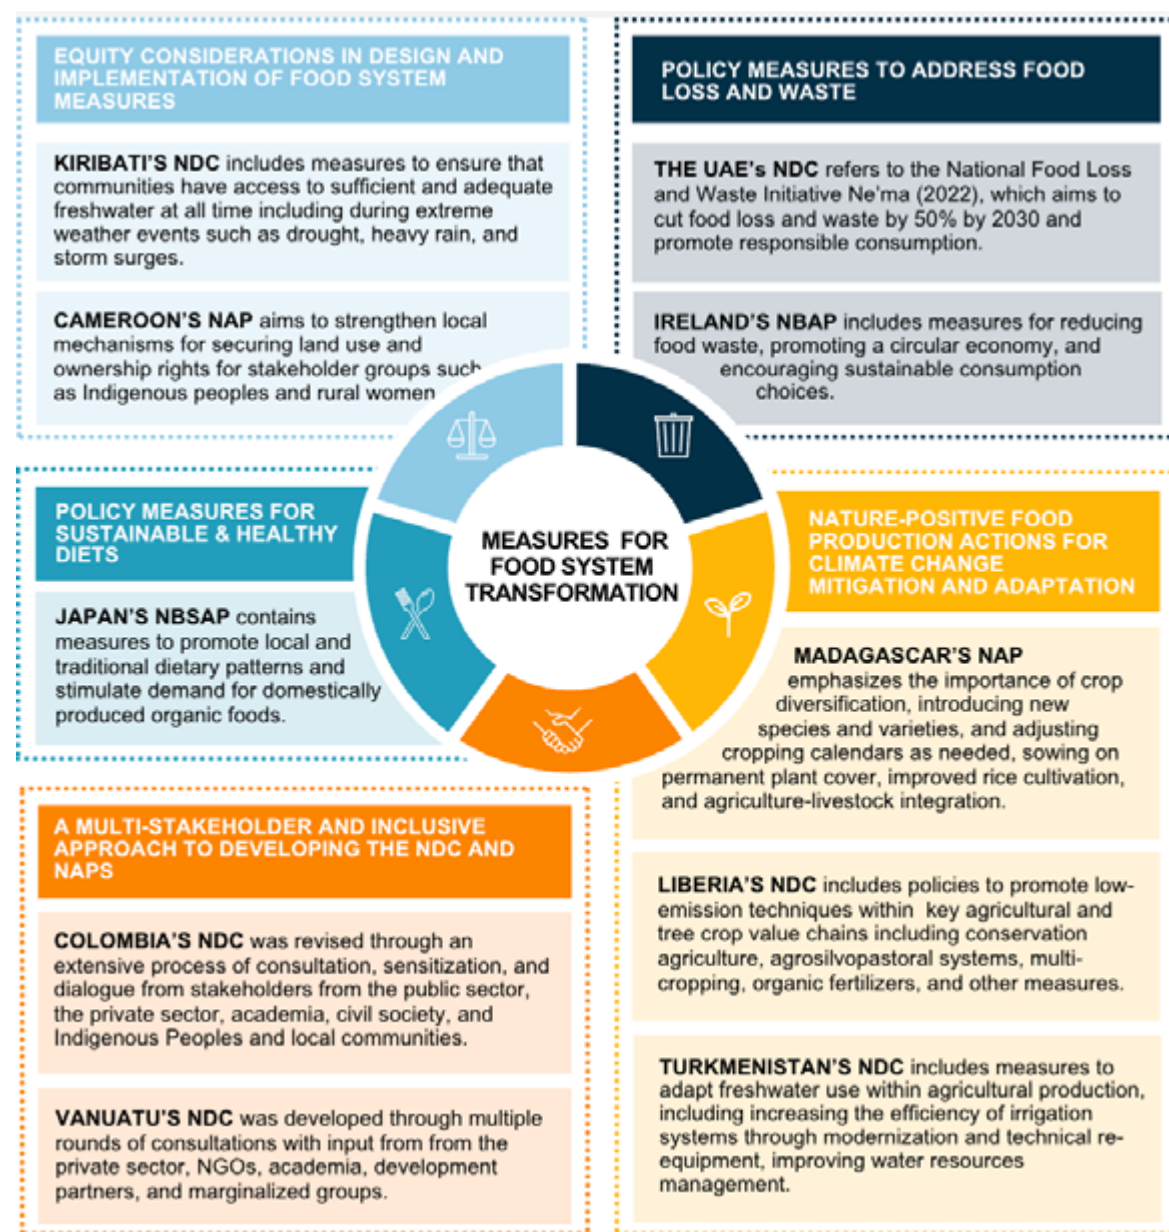 EQUITY CONSIDERATIONS IN DESIGN AND
IMPLEMENTATION OF FOOD SYSTEM
MEASURES
KIRIBATI'S NDC includes measures to ensure that
communities have access to sufficient and adequate
freshwater at all time including during extreme
weather events such as drought, heavy rain, and
storm surges.
CAMEROON'S NAP aims to strengthen local
mechanisms for securing land use and
ownership rights for stakeholder groups such
as Indigenous peoples and rural women
POLICY MEASURES TO ADDRESS FOOD
LOSS AND WASTE
THE UAE's NDC refers to the National Food Loss
and Waste Initiative Ne'ma (2022), which aims to
cut food loss and waste by 50% by 2030 and
promote responsible consumption.
IRELAND'S NBAP includes measures for reducing
food waste, promoting a circular economy, and
encouraging sustainable consumption
choices.
POLICY MEASURES FOR
SUSTAINABLE & HEALTHY
DIETS
JAPAN'S NBSAP contains
measures to promote local and
traditional dietary patterns and
stimulate demand for domestically
produced organic foods.
MEASURES FOR
FOOD SYSTEM
TRANSFORMATION
NATURE-POSITIVE FOOD
PRODUCTION ACTIONS FOR
CLIMATE CHANGE
MITIGATION AND ADAPTATION
MADAGASCAR'S NAP
emphasizes the importance of crop
diversification, introducing new
species and varieties, and adjusting
cropping calendars as needed, sowing on
permanent plant cover, improved rice cultivation,
and agriculture-livestock integration.
LIBERIA'S NDC includes policies to promote low-
emission techniques within key agricultural and
tree crop value chains including conservation
agriculture, agrosilvopastoral systems, multi-
cropping, organic fertilizers, and other measures.
TURKMENISTAN'S NDC includes measures to
adapt freshwater use within agricultural production,
including increasing the efficiency of irrigation
systems through modernization and technical re-
equipment, improving water resources
management.
A MULTI-STAKEHOLDER AND INCLUSIVE
APPROACH TO DEVELOPING THE NDC AND
NAPS
COLOMBIA'S NDC was revised through an
extensive process of consultation, sensitization, and
dialogue from stakeholders from the public sector,
the private sector, academia, civil society, and
Indigenous Peoples and local communities.
VANUATU'S NDC was developed through multiple
rounds of consultations with input from from the
private sector, NGOs, academia, development
partners, and marginalized groups.